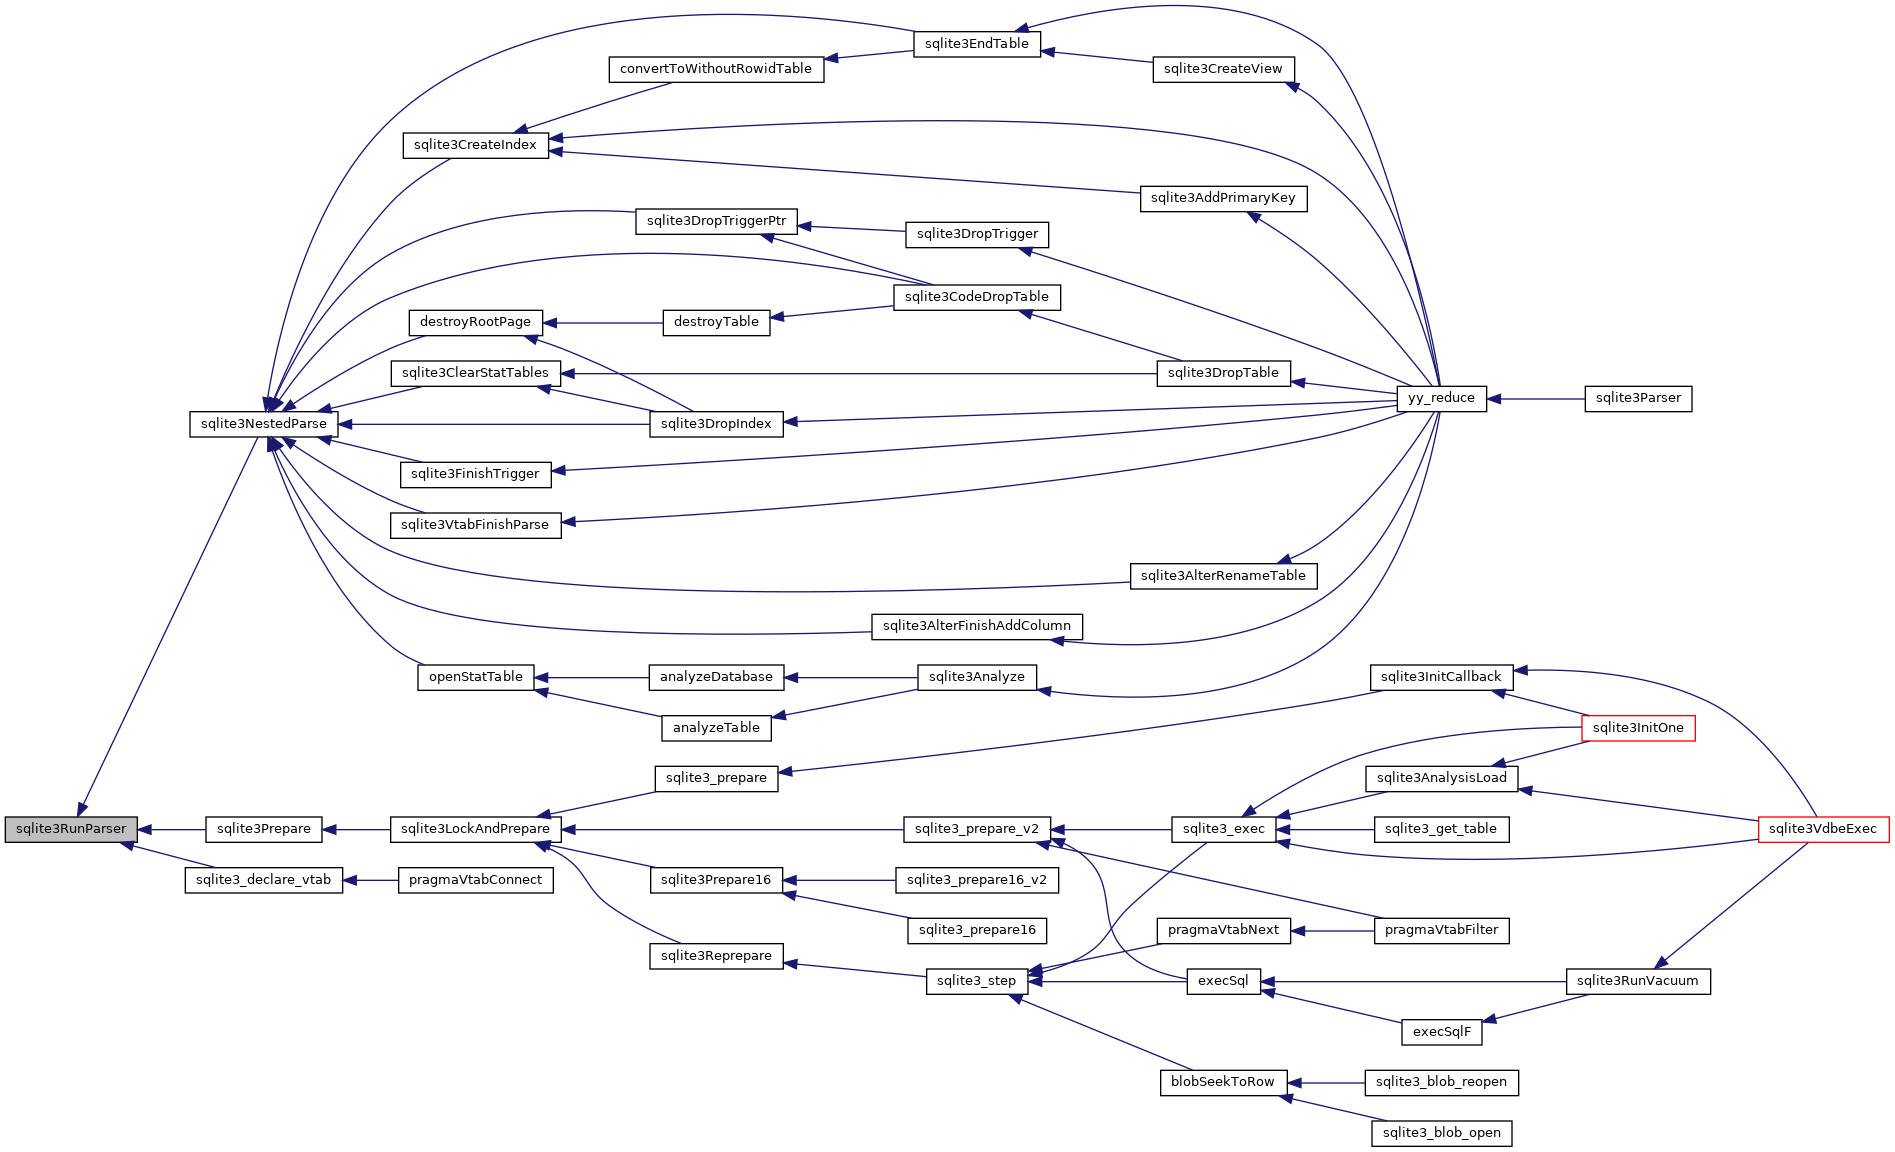 sqlite3EndTable
convertToWithoutRowidTable
sqlite3CreateView
sqlite3CreateIndex
sqlite3AddPrimaryKey
sqlite3DropTriggerPtr
sqlite3DropTrigger
sqlite3CodeDropTable
destroyRootPage
destroyTable
sqlite3ClearStatTables
sqlite3DropTable
yy_reduce
sqlite3Parser
sqlite3NestedParse
sqlite3DropIndex
sqlite3FinishTrigger
sqlite3VtabFinishParse
sqlite3AlterRenameTable
sqlite3AlterFinishAddColumn
openStatTable
analyzeDatabase
sqlite3Analyze
sqlite3InitCallback
analyzeTable
sqlite3InitOne
sqlite3_prepare
sqlite3AnalysisLoad
sqlite3RunParser
sqlite3Prepare
sqlite3LockAndPrepare
sqlite3_prepare_v2
sqlite3_exec
sqlite3_get_table
sqlite3VdbeExec
sqlite3_declare_vtab
pragmaVtabConnect
sqlite3Prepare16
sqlite3_prepare16_v2
sqlite3_prepare16
pragmaVtabNext
pragmaVtabFilter
sqlite3Reprepare
sqlite3_step
execSql
sqlite3RunVacuum
execSqlF
blobSeekToRow
sqlite3_blob_reopen
sqlite3_blob_open